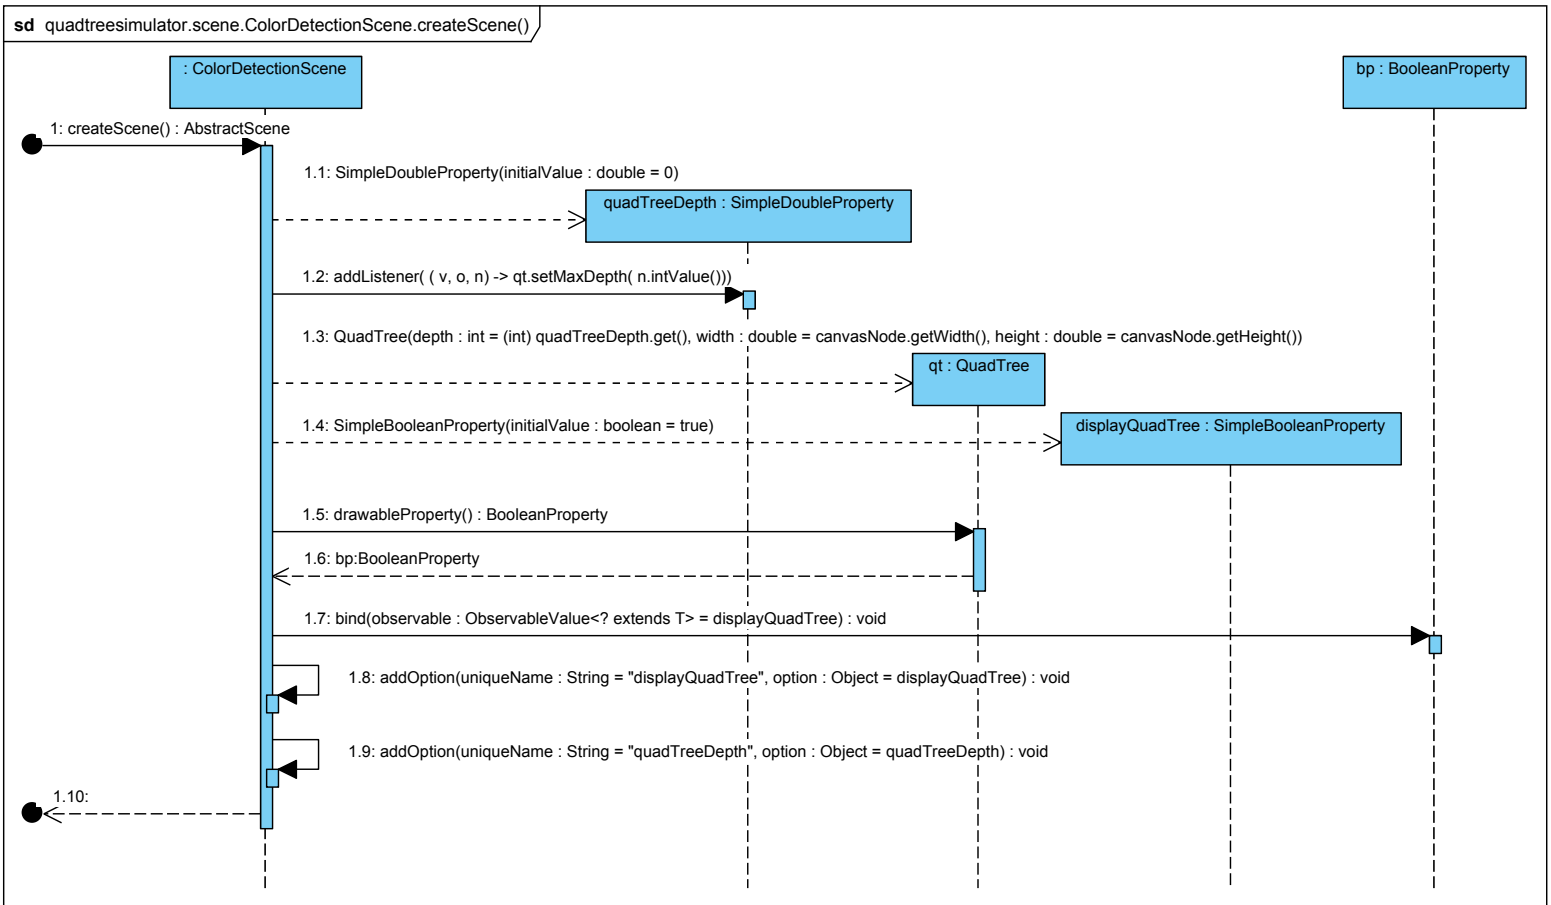 sd quadtreesimulator.scene.ColorDetectionScene.createScene()
: ColorDetectionScene
bp : BooleanProperty
1: createScene() : AbstractScene
1.1: SimpleDoubleProperty(initialValue : double = 0)
quadTreeDepth : SimpleDoubleProperty
1.2: addListener( ( v, o, n) -> qt.setMaxDepth( n.intValue()))
1.3: QuadTree(depth : int = (int) quadTreeDepth.get(), width : double = canvasNode.getWidth(), height : double = canvasNode.getHeight())
qt : QuadTree
1.4: SimpleBooleanProperty(initialValue : boolean = true)
displayQuadTree : SimpleBooleanProperty
1.5: drawableProperty() : BooleanProperty
1.6: bp:BooleanProperty
1.7: bind(observable : ObservableValue<? extends T> = displayQuadTree) : void
1.8: addOption(uniqueName : String = "displayQuadTree", option : Object = displayQuadTree) : void
1.9: addOption(uniqueName : String = "quadTreeDepth", option : Object = quadTreeDepth) : void
1.10: